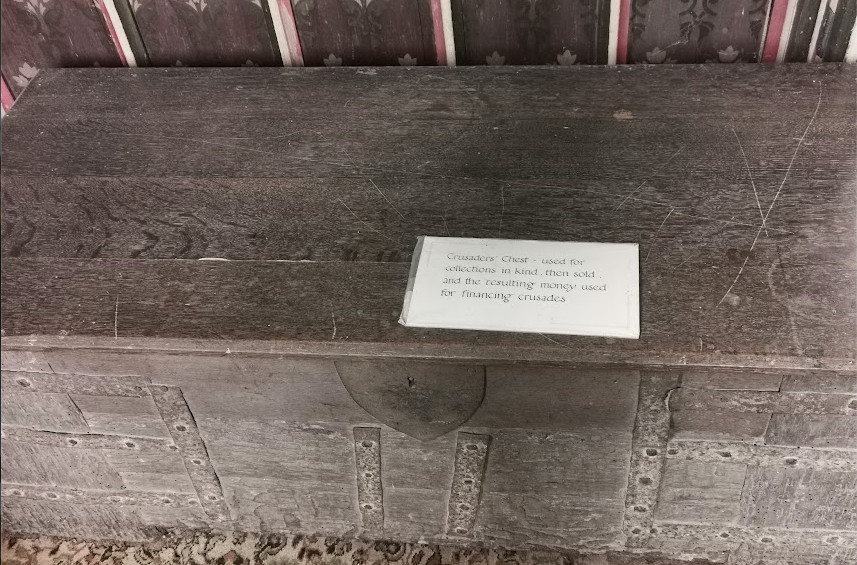 Crusaders' Chest - used for
collections in kind, then sold,
and the resulting money used
for financing crusades